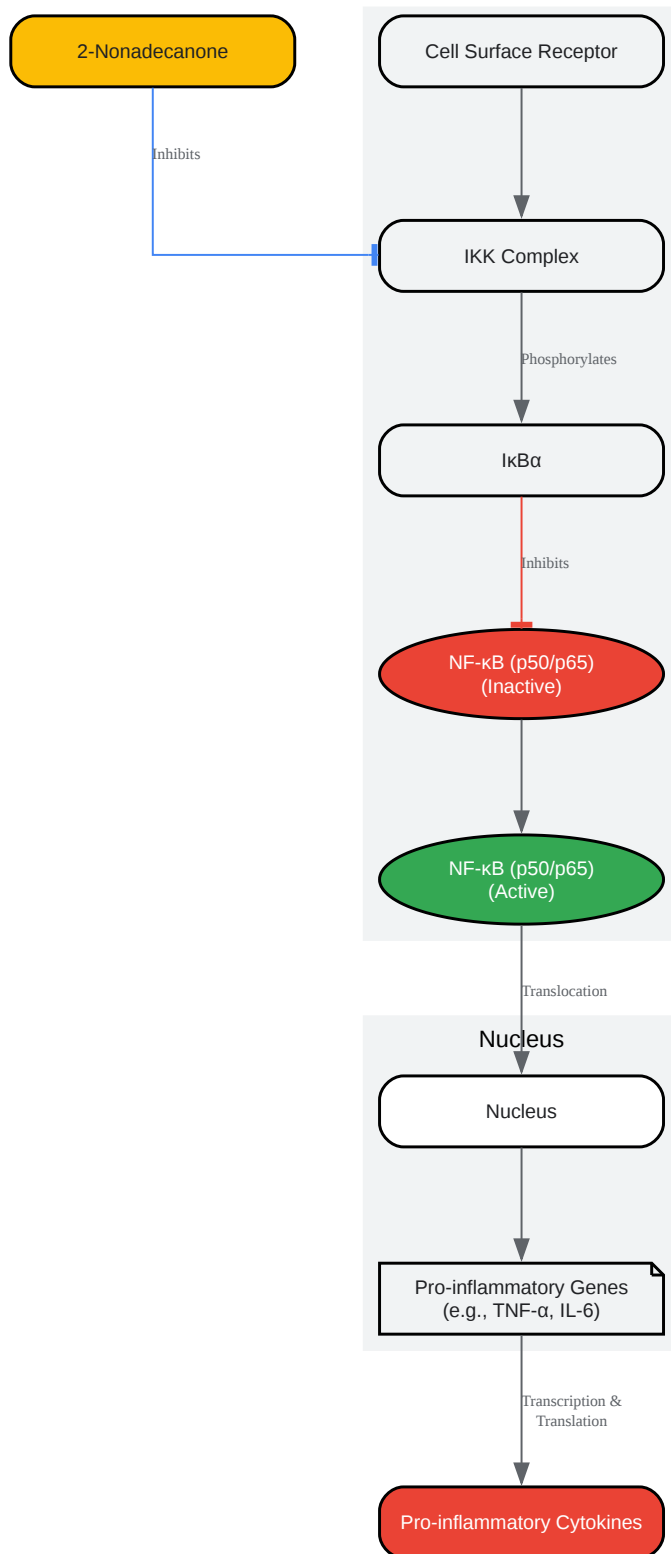 2-Nonadecanone
Cell Surface Receptor
Inhibits
IKK Complex
Phosphorylates
IκBα
Inhibits
NF-κB (p50/p65)
(Inactive)
NF-κB (p50/p65)
(Active)
Translocation
Nucleus
Nucleus
Pro-inflammatory Genes
(e.g., TNF-α, IL-6)
Transcription &
Translation
Pro-inflammatory Cytokines